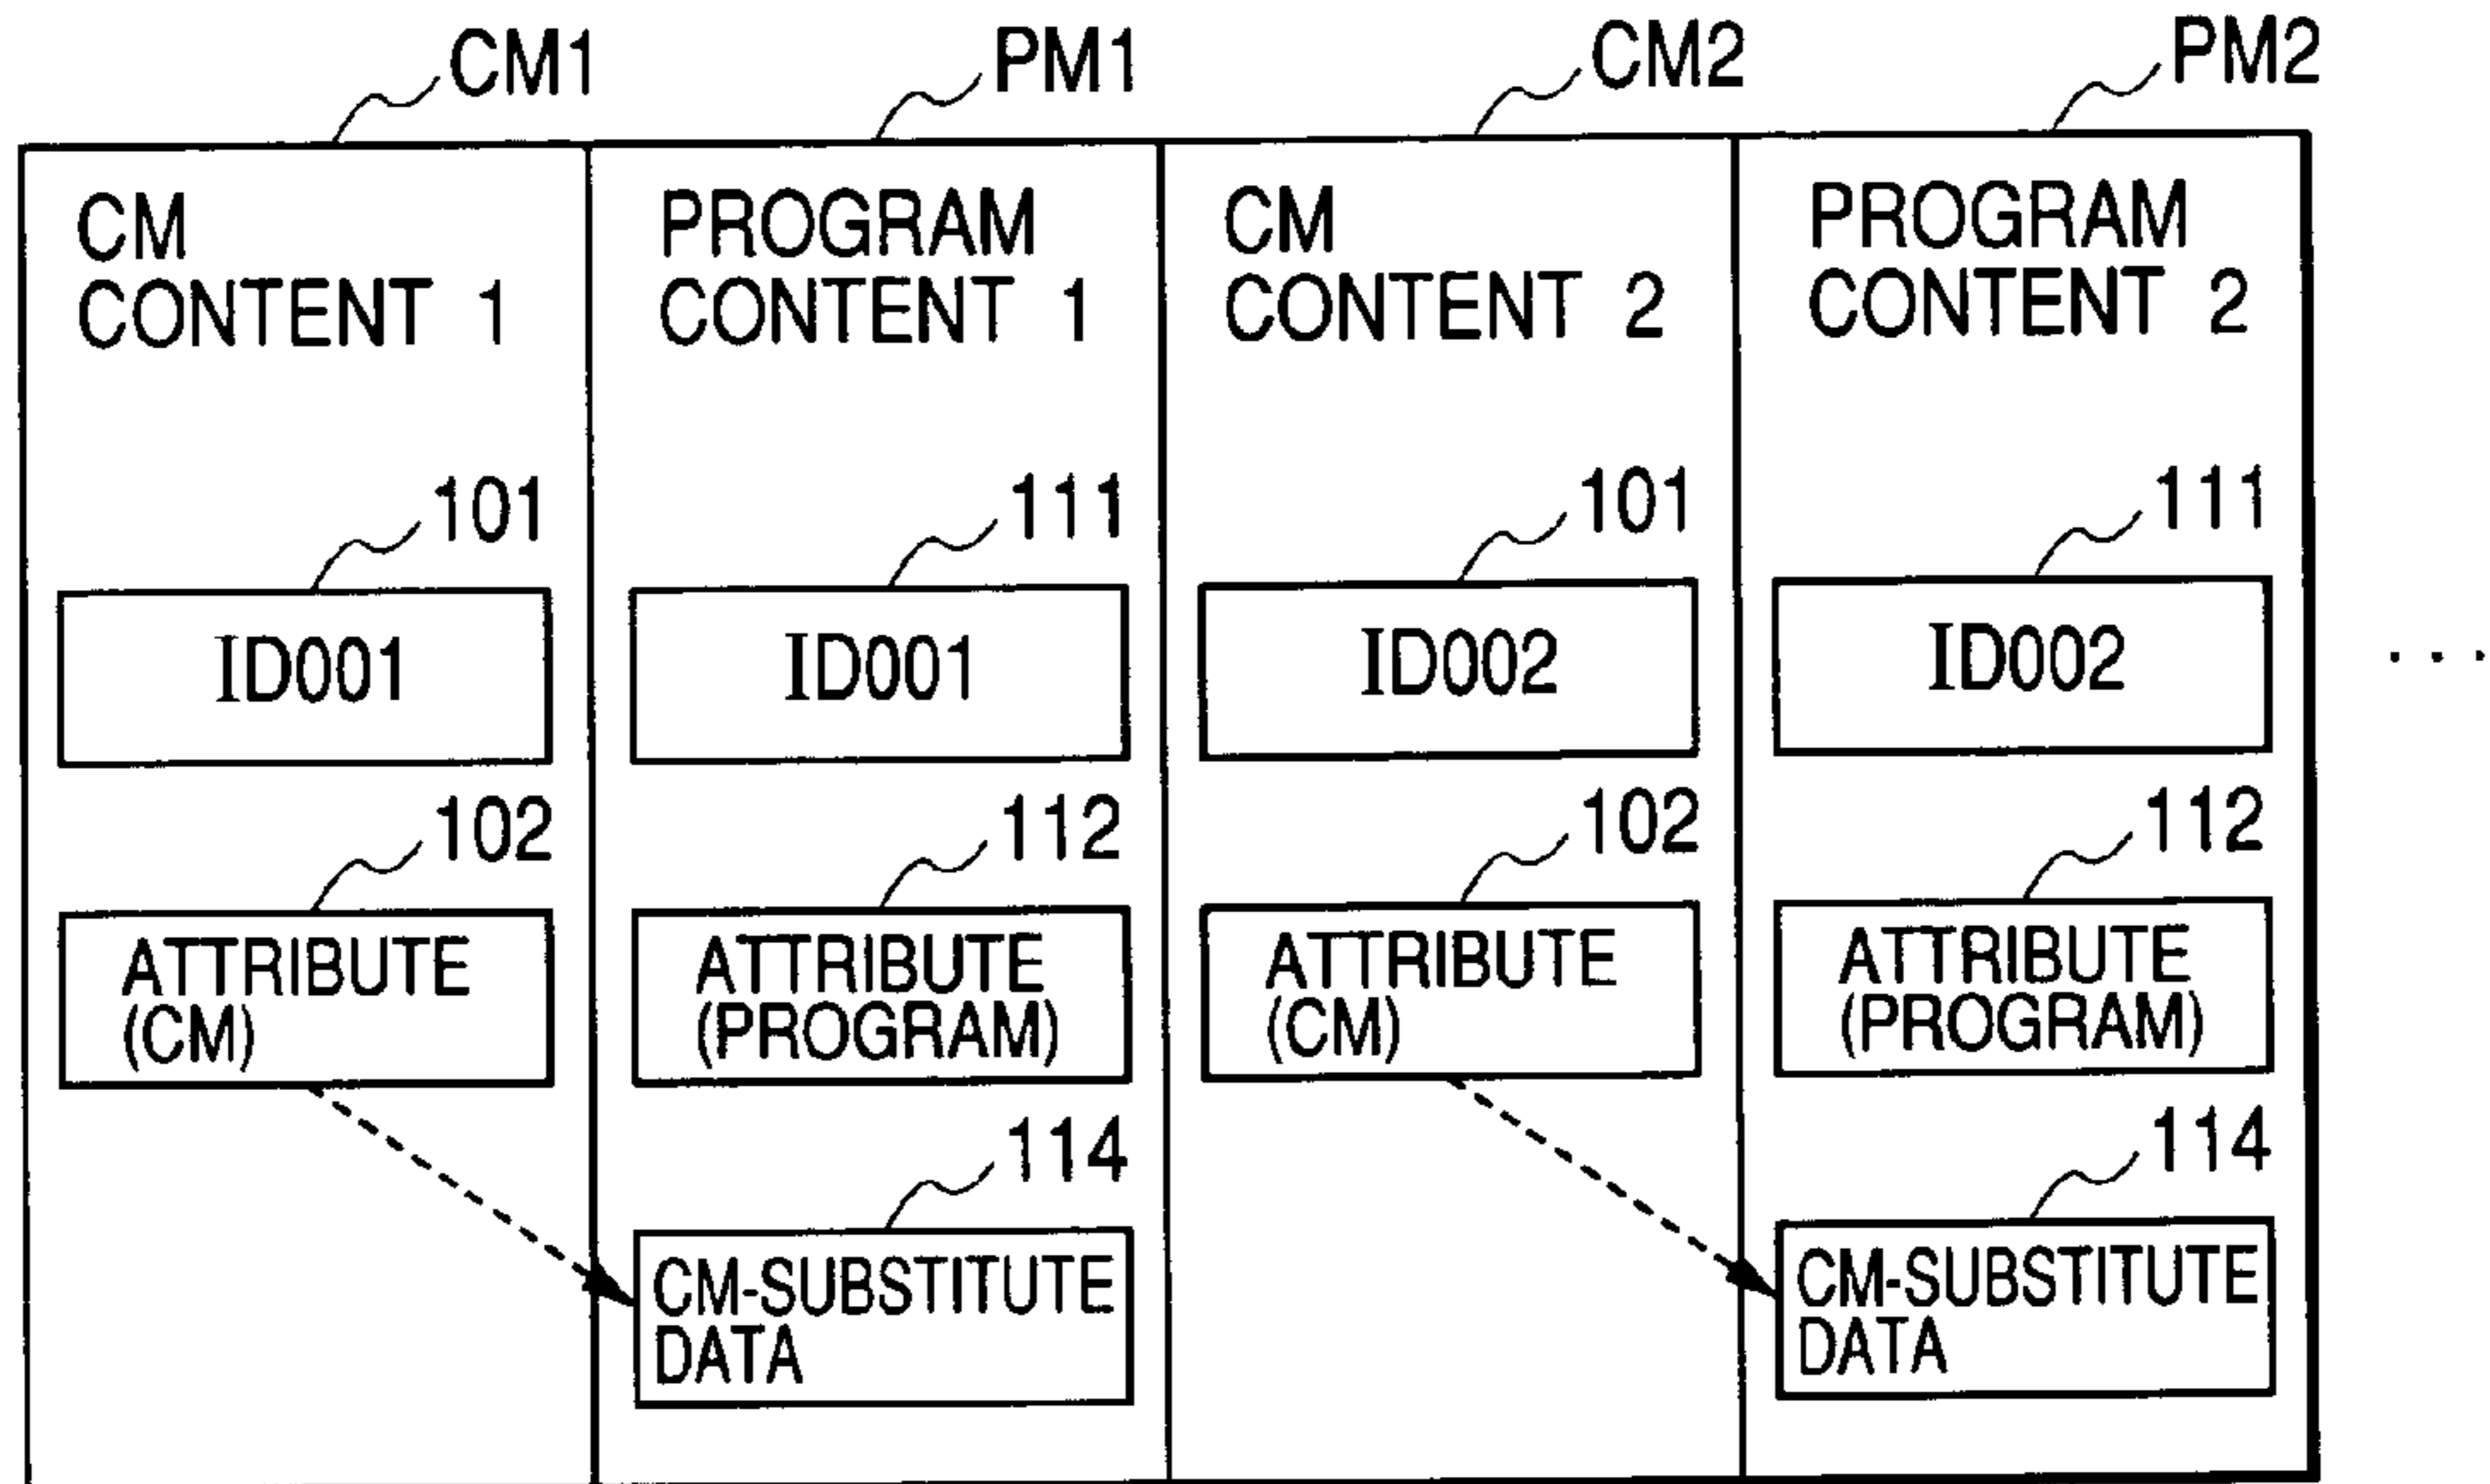 CM1
PM1
CM2
PM2
CM
CONTENT 1
PROGRAM
CONTENT 1
CM
CONTENT 2
PROGRAM
CONTENT 2
101
111
101
111
ID001
ID001
ID002
ID002
...
102
112
102
112
ATTRIBUTE
(CM)
ATTRIBUTE
(PROGRAM)
ATTRIBUTE
(CM)
ATTRIBUTE
(PROGRAM)
114
114
CM-SUBSTITUTE
DATA
CM-SUBSTITUTE
DATA